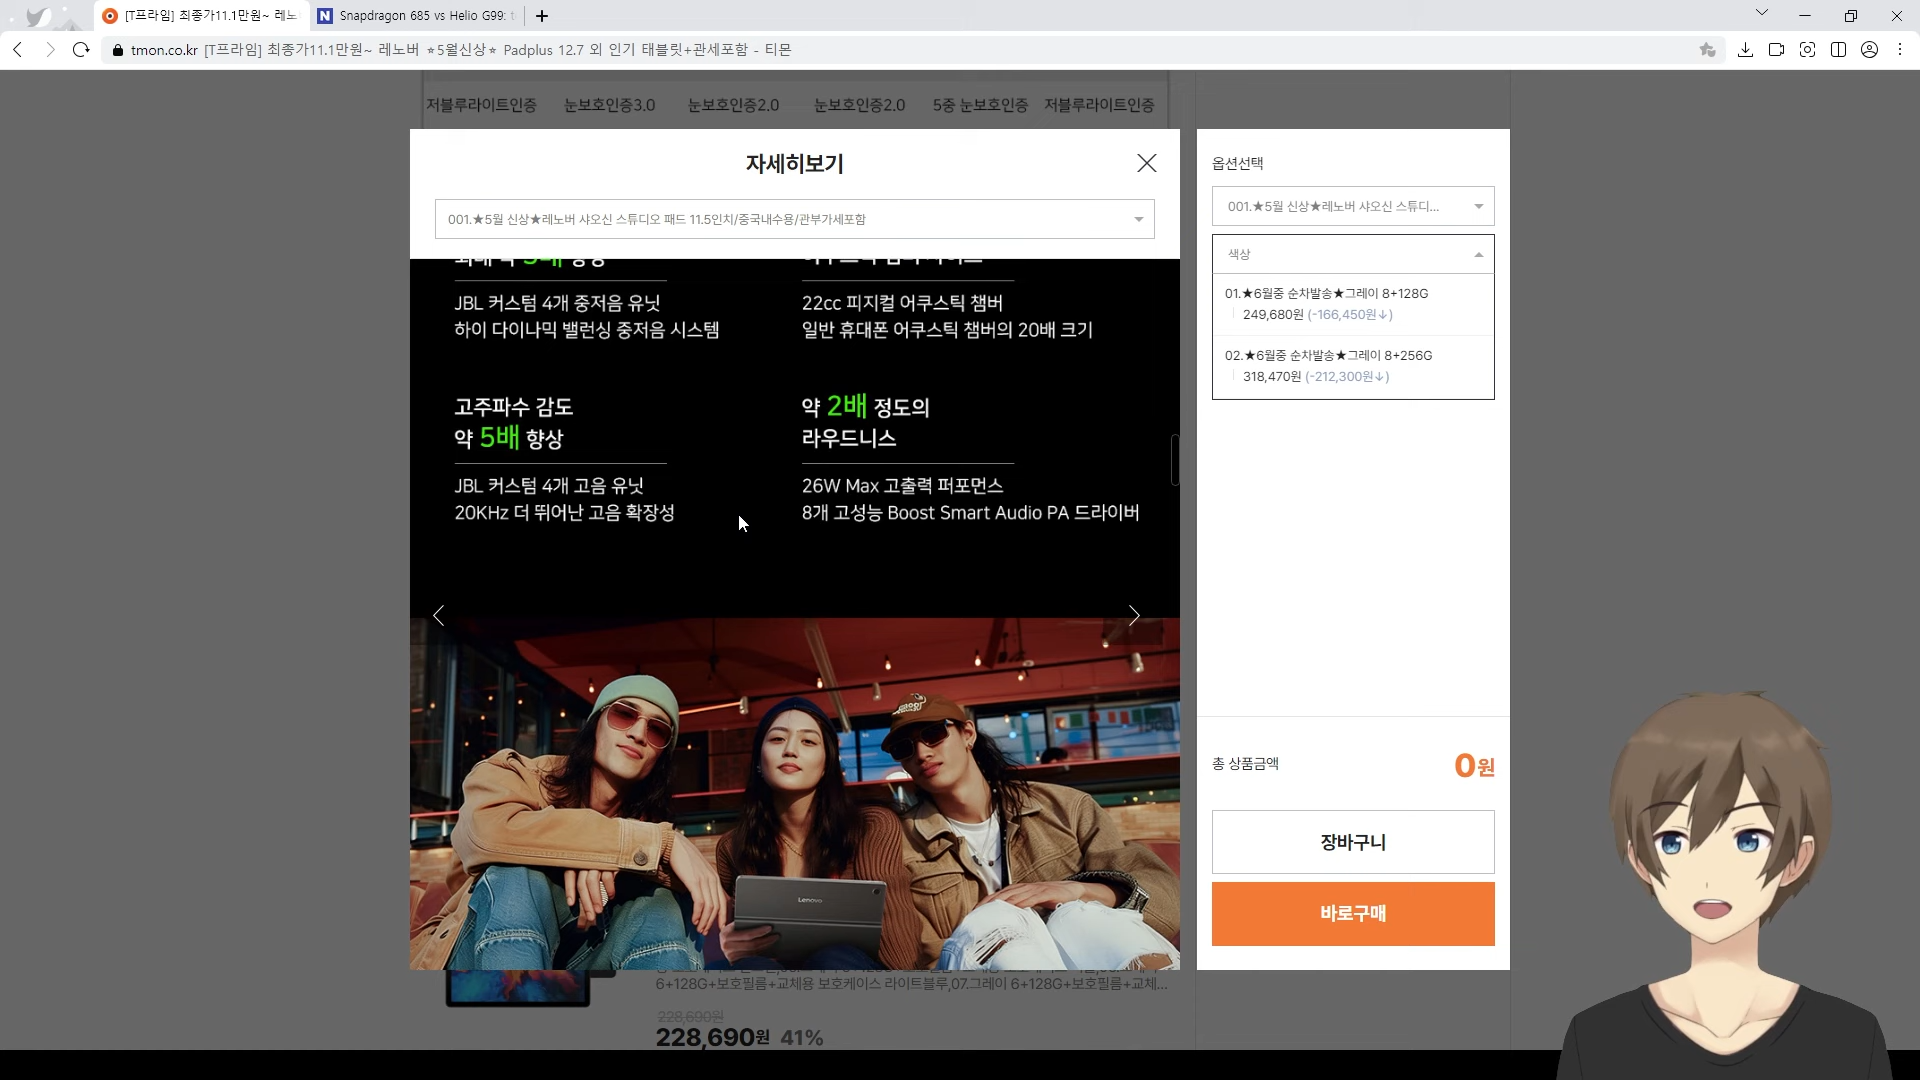 [T프라임] 최종가11.1만원~ 레노
Snapdragon 685 vs Helio G99: t
tmon.co.kr [T프라임] 최종가11.1만원~ 레노버 ⭐5월신상⭐ Padplus 12.7 외 인기 태블릿+관세포함 - 티몬
저블루라이트인증 눈보호인증3.0 눈보호인증2.0 눈보호인증2.0 5중 눈보호인증 저블루라이트인증
자세히보기
001.★5월 신상★레노버 샤오신 스튜디오 패드 11.5인치/중국내수용/관부가세포함
JBL 커스텀 4개 중저음 유닛
하이 다이나믹 밸런싱 중저음 시스템
22cc 피지컬 어쿠스틱 챔버
일반 휴대폰 어쿠스틱 챔버의 20배 크기
고주파수 감도
약 5배 향상
JBL 커스텀 4개 고음 유닛
20KHz 더 뛰어난 고음 확장성
약 2배 정도의
라우드니스
26W Max 고출력 퍼포먼스
8개 고성능 Boost Smart Audio PA 드라이버
Lenovo
옵션선택
001.★5월 신상★레노버 샤오신 스튜디...
색상
01.★6월중 순차발송★그레이 8+128G
249,680원 (-166,450원↓)
02.★6월중 순차발송★그레이 8+256G
318,470원 (-212,300원↓)
총 상품금액
0원
장바구니
바로구매
6+128G+보호필름+교체용 보호케이스 라이트블루,07.그레이 6+128G+보호필름+교체...
228,690원
228,690원 41%